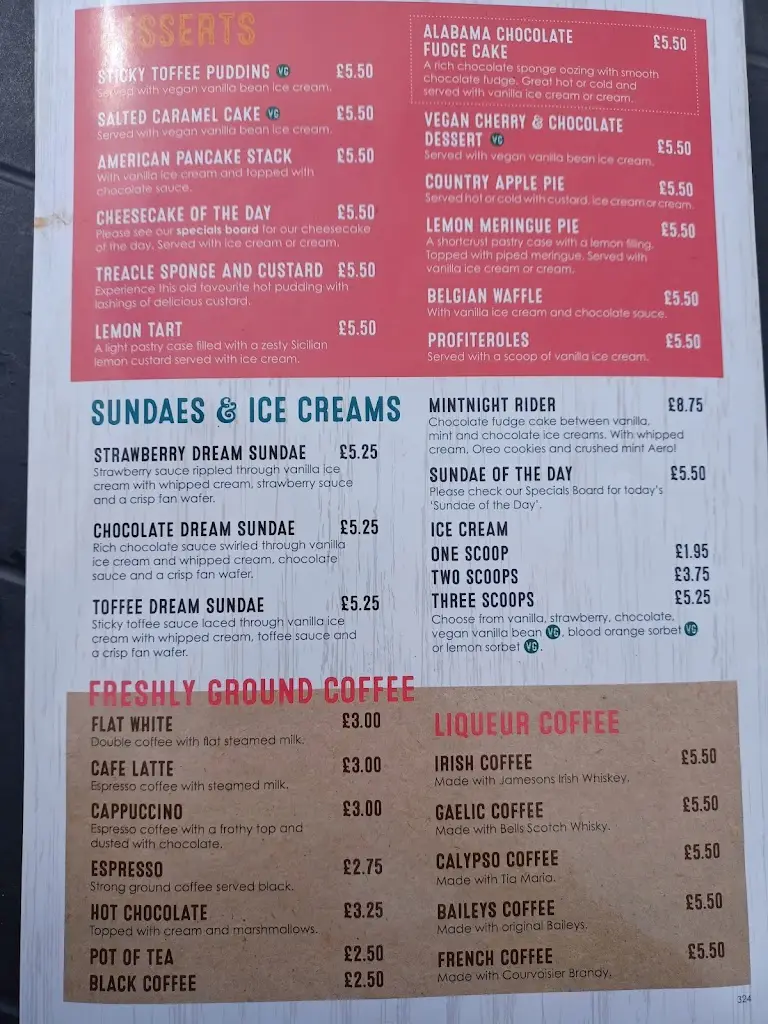 DESSERTS
STICKY TOFFEE PUDDING VG £5.50
Served with vegan vanilla bean ice cream.
SALTED CARAMEL CAKE VG £5.50
Served with vegan vanilla bean ice cream.
AMERICAN PANCAKE STACK £5.50
With vanilla ice cream and topped with
chocolate sauce.
CHEESECAKE OF THE DAY £5.50
Please see our specials board for our cheesecake
of the day. Served with ice cream or cream.
TREACLE SPONGE AND CUSTARD £5.50
Experience this old favourite hot pudding with
lashings of delicious custard.
LEMON TART £5.50
A light pastry case filled with a zesty Sicilian
lemon custard served with ice cream.
ALABAMA CHOCOLATE
FUDGE CAKE £5.50
A rich chocolate sponge oozing with smooth
chocolate fudge. Great hot or cold and
served with vanilla ice cream or cream.
VEGAN CHERRY & CHOCOLATE
DESSERT VG £5.50
Served with vegan vanilla bean ice cream.
COUNTRY APPLE PIE £5.50
Served hot or cold with custard, ice cream or cream.
LEMON MERINGUE PIE £5.50
A shortcrust pastry case with a lemon filling.
Topped with piped meringue. Served with
vanilla ice cream or cream.
BELGIAN WAFFLE £5.50
With vanilla ice cream and chocolate sauce.
PROFITEROLES £5.50
Served with a scoop of vanilla ice cream.
SUNDAES & ICE CREAMS
STRAWBERRY DREAM SUNDAE £5.25
Strawberry sauce rippled through vanilla ice
cream with whipped cream, strawberry sauce
and a crisp fan wafer.
CHOCOLATE DREAM SUNDAE £5.25
Rich chocolate sauce swirled through vanilla
ice cream and whipped cream, chocolate
sauce and a crisp fan wafer.
TOFFEE DREAM SUNDAE £5.25
Sticky toffee sauce laced through vanilla ice
cream with whipped cream, toffee sauce and
a crisp fan wafer.
MINTNIGHT RIDER £8.75
Chocolate fudge cake between vanilla,
mint and chocolate ice creams. With whipped
cream, Oreo cookies and crushed mint Aero!
SUNDAE OF THE DAY £5.50
Please check our Specials Board for today's
'Sundae of the Day'.
ICE CREAM
ONE SCOOP £1.95
TWO SCOOPS £3.75
THREE SCOOPS £5.25
Choose from vanilla, strawberry, chocolate,
vegan vanilla bean VG, blood orange sorbet VG
or lemon sorbet VG.
FRESHLY GROUND COFFEE
FLAT WHITE £3.00
Double coffee with flat steamed milk.
CAFE LATTE £3.00
Espresso coffee with steamed milk.
CAPPUCCINO £3.00
Espresso coffee with a frothy top and
dusted with chocolate.
ESPRESSO £2.75
Strong ground coffee served black.
HOT CHOCOLATE £3.25
Topped with cream and marshmallows.
POT OF TEA £2.50
BLACK COFFEE £2.50
LIQUEUR COFFEE
IRISH COFFEE £5.50
Made with Jamesons Irish Whiskey.
GAELIC COFFEE £5.50
Made with Bells Scotch Whisky.
CALYPSO COFFEE £5.50
Made with Tia Maria.
BAILEYS COFFEE £5.50
Made with original Baileys.
FRENCH COFFEE £5.50
Made with Courvoisier Brandy.
324